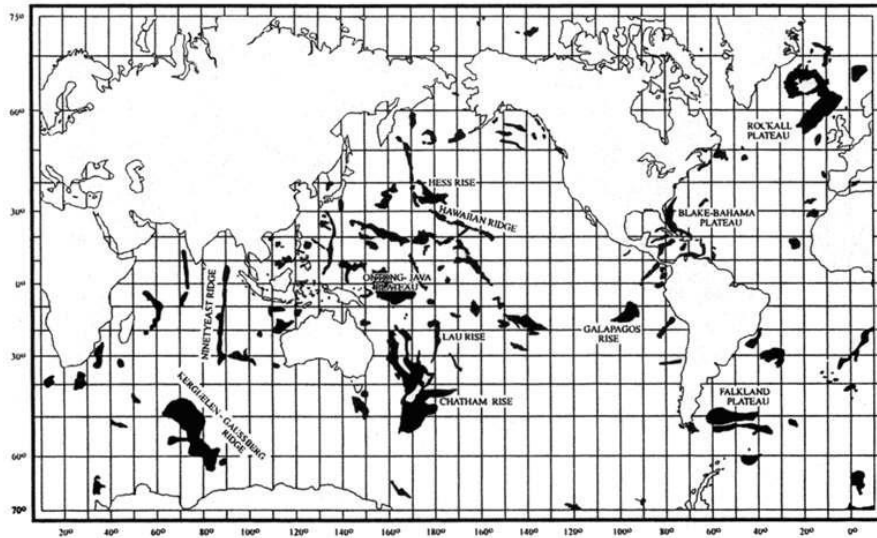 75°
60°
ROCKALL
PLATEAU
HESS RISE
30°
HAWAIIAN RIDGE
BLAKE-BAHAMA
PLATEAU
ONTONG-JAVA
PLATEAU
0°
NINETYEAST RIDGE
LAU RISE
GALAPAGOS
RISE
30°
KERGUELEN-GAUSSBERG
RIDGE
CHATHAM RISE
FALKLAND
PLATEAU
60°
70°
20° 40° 60° 80° 100° 120° 140° 160° 180° 160° 140° 120° 100° 80° 60° 40° 20° 0°